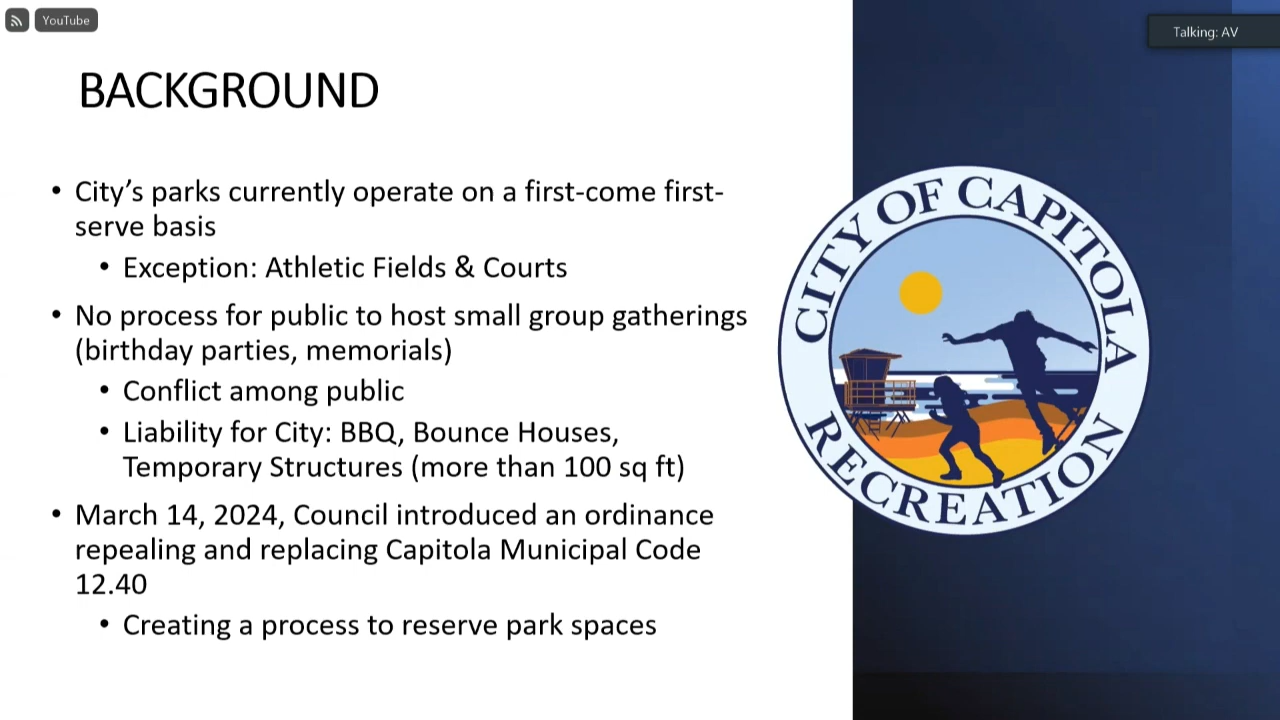 YouTube
Talking: AV
BACKGROUND
• City’s parks currently operate on a first-come first-
serve basis
• Exception: Athletic Fields & Courts
• No process for public to host small group gatherings
(birthday parties, memorials)
• Conflict among public
• Liability for City: BBQ, Bounce Houses,
Temporary Structures (more than 100 sq ft)
• March 14, 2024, Council introduced an ordinance
repealing and replacing Capitola Municipal Code
12.40
• Creating a process to reserve park spaces
CITY OF CAPITOLA
RECREATION